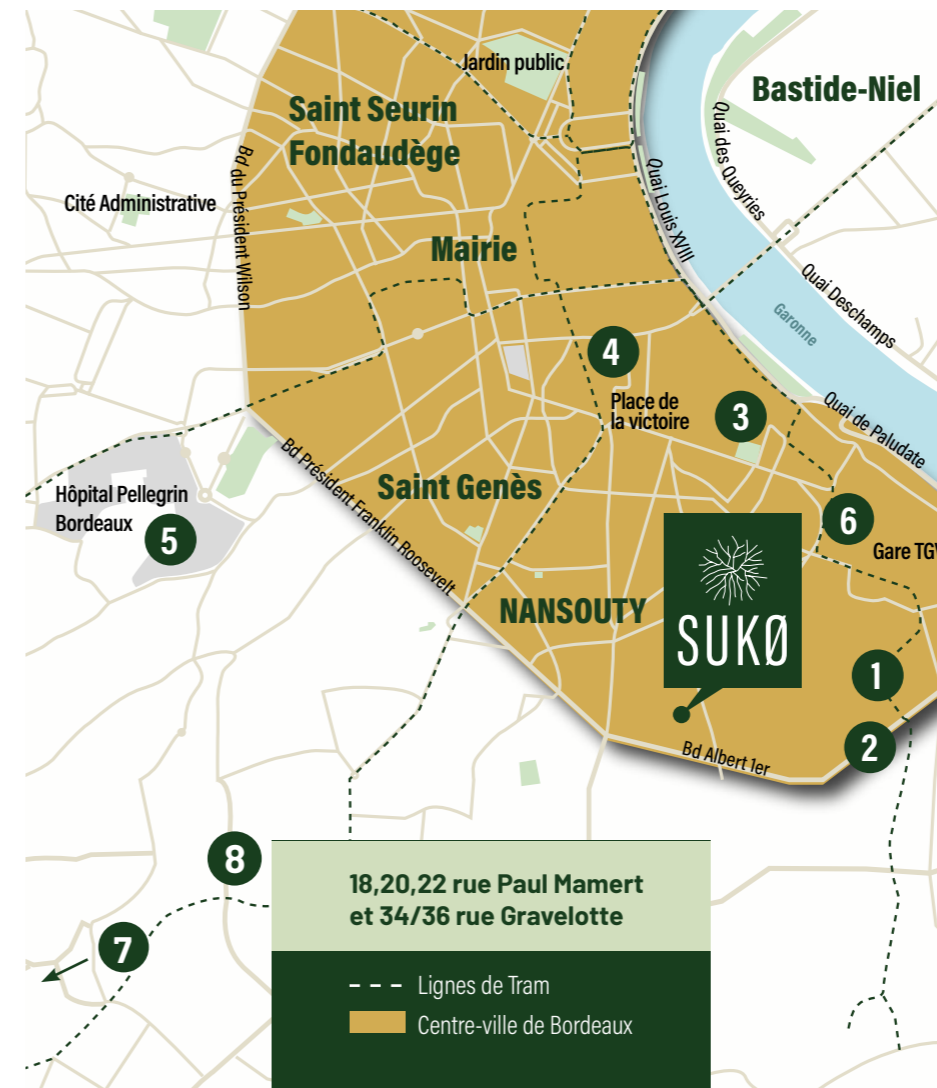 Jardin public
Bastide-Niel
Saint Seurin
Fondaudège
Quai des Queyries
Bd du Président Wilson
Quai Louis XVIII
Cité Administrative
Mairie
Quai Deschamps
Garonne
4
Place de
la victoire
3
Quai de Paludate
Bd Président Franklin Roosevelt
Saint Genès
Hôpital Pellegrin
Bordeaux
5
6
Gare TGV
NANSOUTY
SUKØ
1
2
Bd Albert 1er
8
7
18,20,22 rue Paul Mamert
et 34/36 rue Gravelotte
Lignes de Tram
Centre-ville de Bordeaux